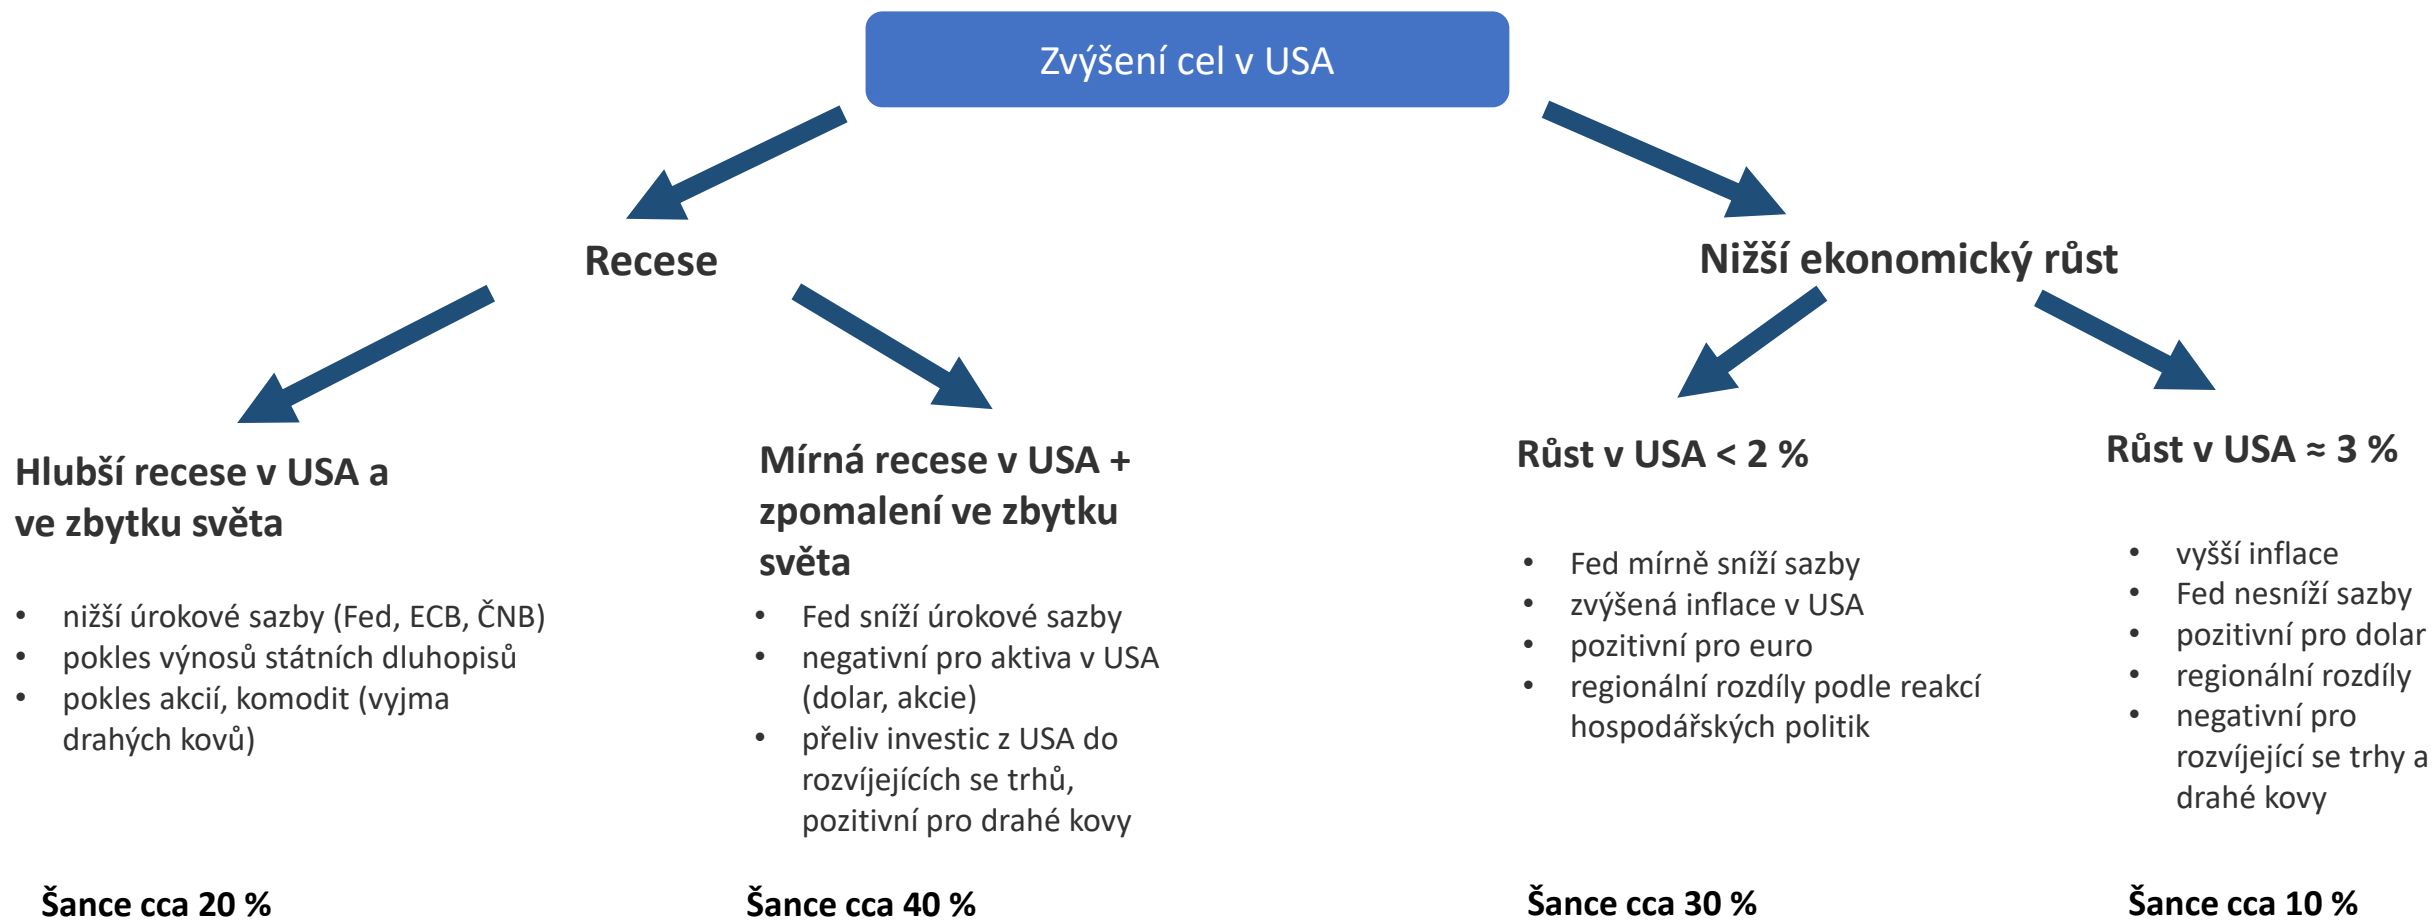 Zvýšení cel v USA
Recese
Nižší ekonomický růst
Hlubší recese v USA a
ve zbytku světa
• nižší úrokové sazby (Fed, ECB, ČNB)
• pokles výnosů státních dluhopisů
• pokles akcií, komodit (vyjma
drahých kovů)
Šance cca 20 %
Mírná recese v USA +
zpomalení ve zbytku
světa
• Fed sníží úrokové sazby
• negativní pro aktiva v USA
(dolar, akcie)
• přeliv investic z USA do
rozvíjejících se trhů,
pozitivní pro drahé kovy
Šance cca 40 %
Růst v USA < 2 %
• Fed mírně sníží sazby
• zvýšená inflace v USA
• pozitivní pro euro
• regionální rozdíly podle reakcí
hospodářských politik
Šance cca 30 %
Růst v USA ≈ 3 %
• vyšší inflace
• Fed nesníží sazby
• pozitivní pro dolar
• regionální rozdíly
• negativní pro
rozvíjející se trhy a
drahé kovy
Šance cca 10 %